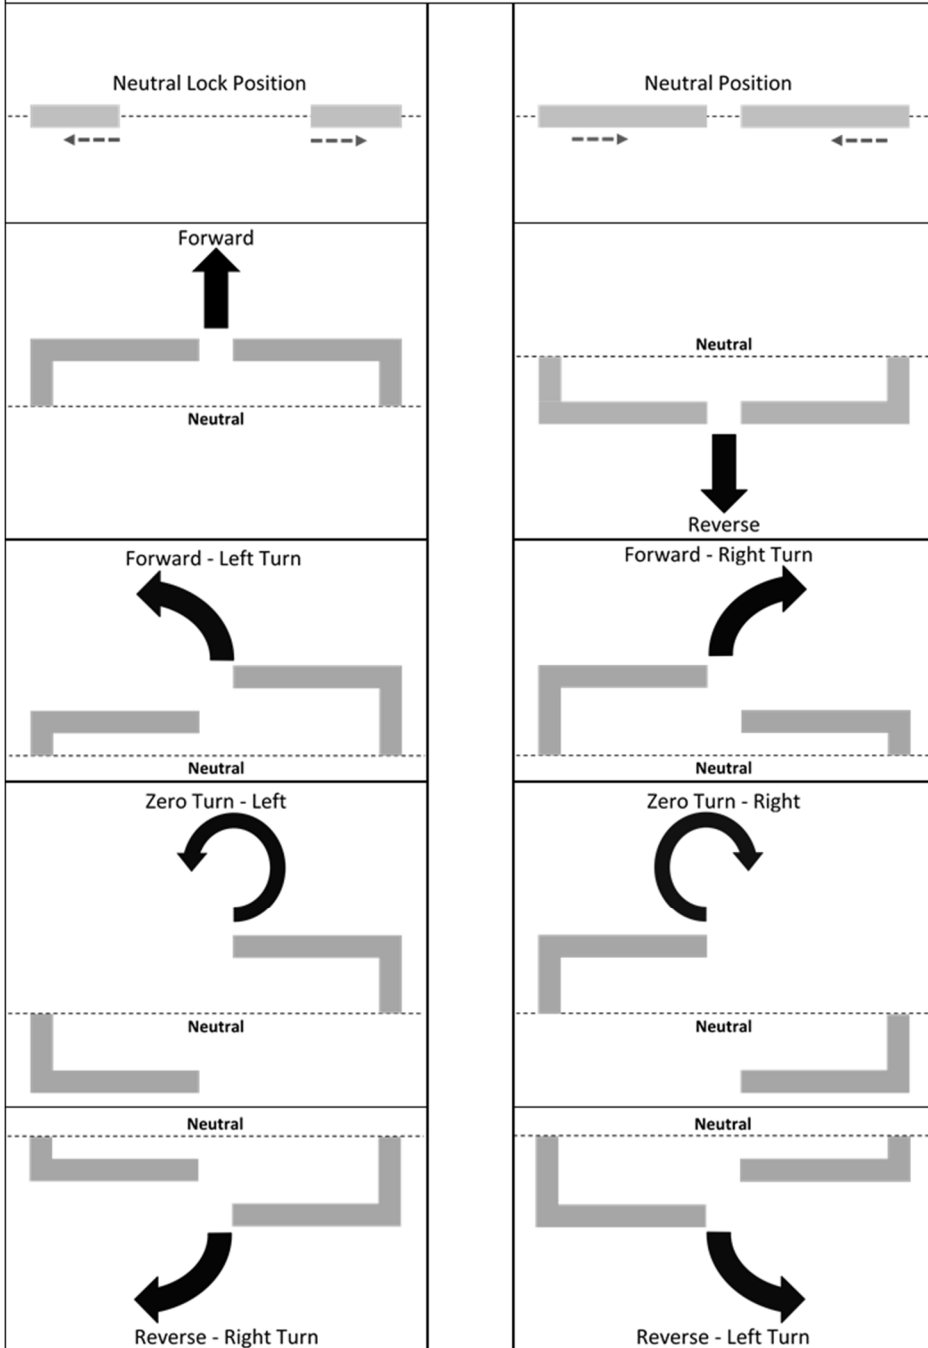 Neutral Lock Position
Neutral Position
Forward
Neutral
Neutral
Reverse
Forward - Left Turn
Neutral
Forward - Right Turn
Neutral
Zero Turn - Left
Neutral
Zero Turn - Right
Neutral
Neutral
Reverse - Right Turn
Neutral
Reverse - Left Turn